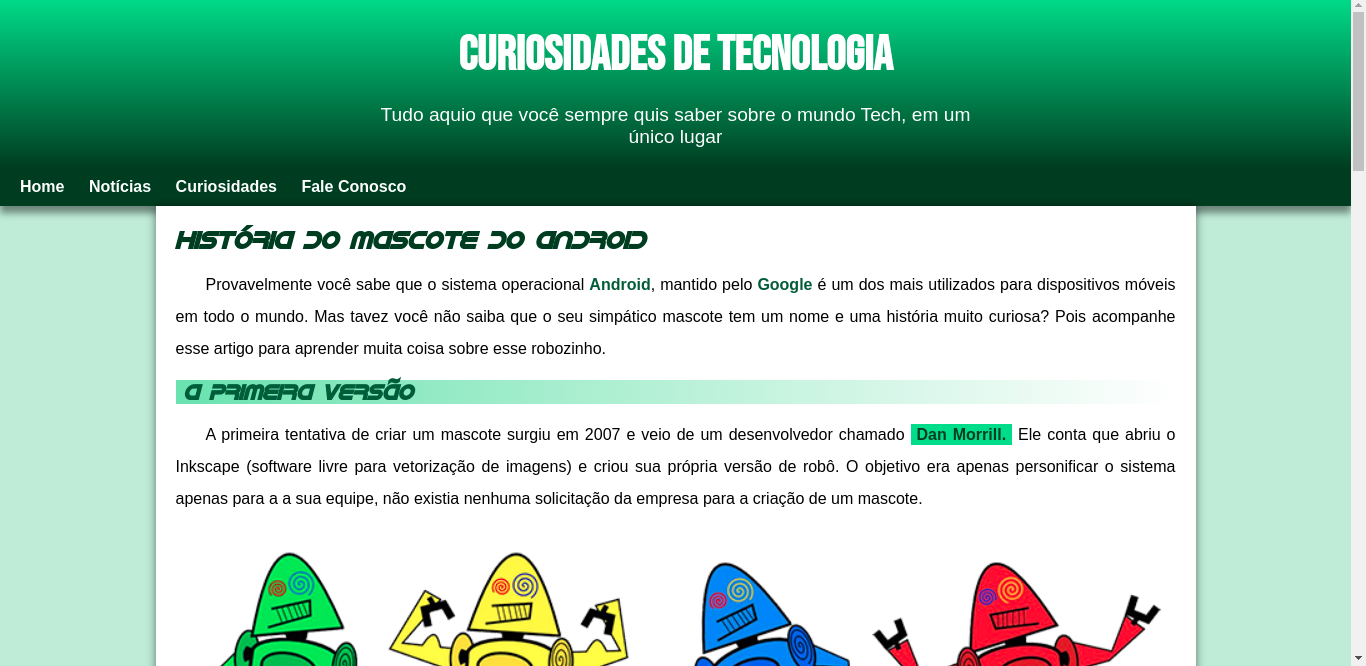 CURIOSIDADES DE TECNOLOGIA
Tudo aquio que você sempre quis saber sobre o mundo Tech, em um
único lugar
Home Notícias Curiosidades Fale Conosco
HISTÓRIA DO MASCOTE DO ANDROID
Provavelmente você sabe que o sistema operacional Android, mantido pelo Google é um dos mais utilizados para dispositivos móveis
em todo o mundo. Mas tavez você não saiba que o seu simpático mascote tem um nome e uma história muito curiosa? Pois acompanhe
esse artigo para aprender muita coisa sobre esse robozinho.
A PRIMEIRA VERSÃO
A primeira tentativa de criar um mascote surgiu em 2007 e veio de um desenvolvedor chamado Dan Morrill. Ele conta que abriu o
Inkscape (software livre para vetorização de imagens) e criou sua própria versão de robô. O objetivo era apenas personificar o sistema
apenas para a a sua equipe, não existia nenhuma solicitação da empresa para a criação de um mascote.